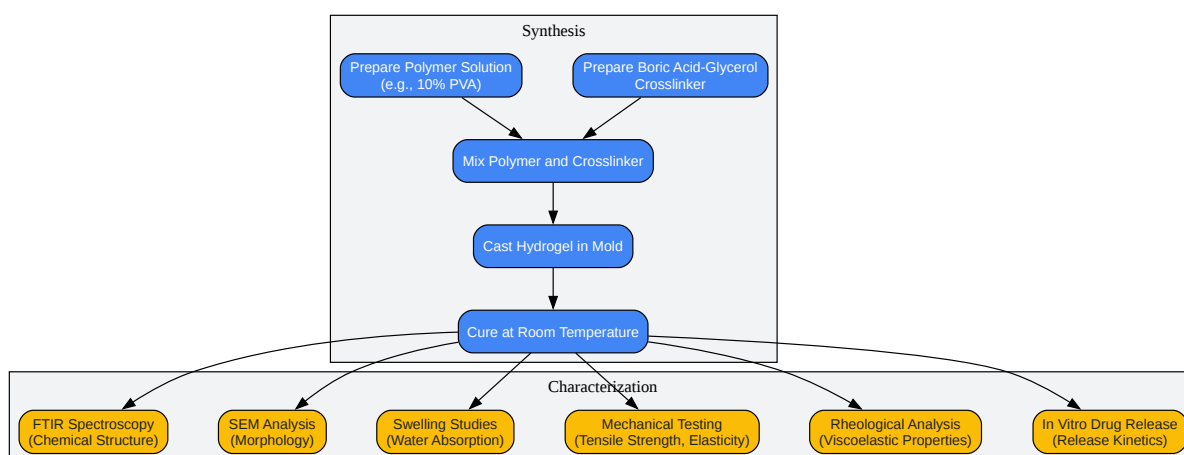 Synthesis
Prepare Polymer Solution
(e.g., 10% PVA)
Prepare Boric Acid-Glycerol
Crosslinker
Mix Polymer and Crosslinker
Cast Hydrogel in Mold
Cure at Room Temperature
Characterization
FTIR Spectroscopy
(Chemical Structure)
SEM Analysis
(Morphology)
Swelling Studies
(Water Absorption)
Mechanical Testing
(Tensile Strength, Elasticity)
Rheological Analysis
(Viscoelastic Properties)
In Vitro Drug Release
(Release Kinetics)